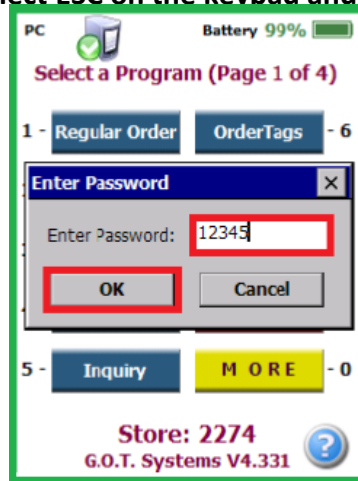 PC Battery 99%
Select a Program (Page 1 of 4)
1 - Regular Order OrderTags - 6
Enter Password
Enter Password: 12345
OK Cancel
5 - Inquiry M O R E - 0
Store: 2274
G.O.T. Systems V4.331
?